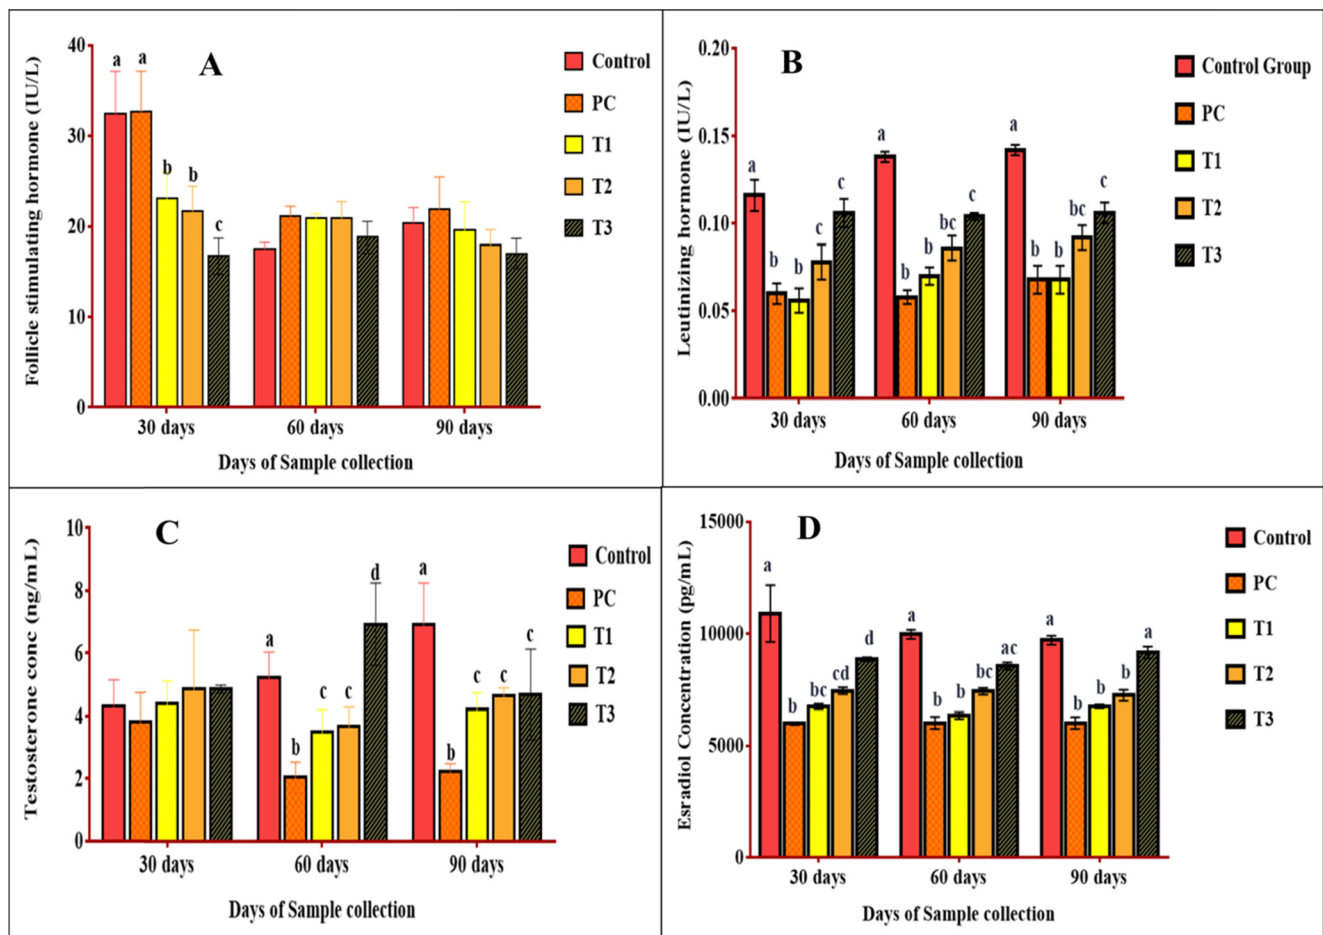 A
Follicle stimulating hormone (IU/L)
40
30
20
10
0
a a b b c
30 days 60 days 90 days
Days of Sample collection
Control
PC
T1
T2
T3
B
Leutinizing hormone (IU/L)
0.20
0.15
0.10
0.05
0.00
a b b c c
a b b bc c
a b b bc c
30 days 60 days 90 days
Days of Sample collection
Control Group
PC
T1
T2
T3
C
Testosterone conc (ng/mL)
10
8
6
4
2
0
a b c c d
a b c c c
30 days 60 days 90 days
Days of Sample collection
Control
PC
T1
T2
T3
D
Esradiol Concentration (pg/mL)
15000
10000
5000
0
a b bc cd d
a b b bc ac
a b b b a
30 days 60 days 90 days
Days of Sample collection
Control
PC
T1
T2
T3